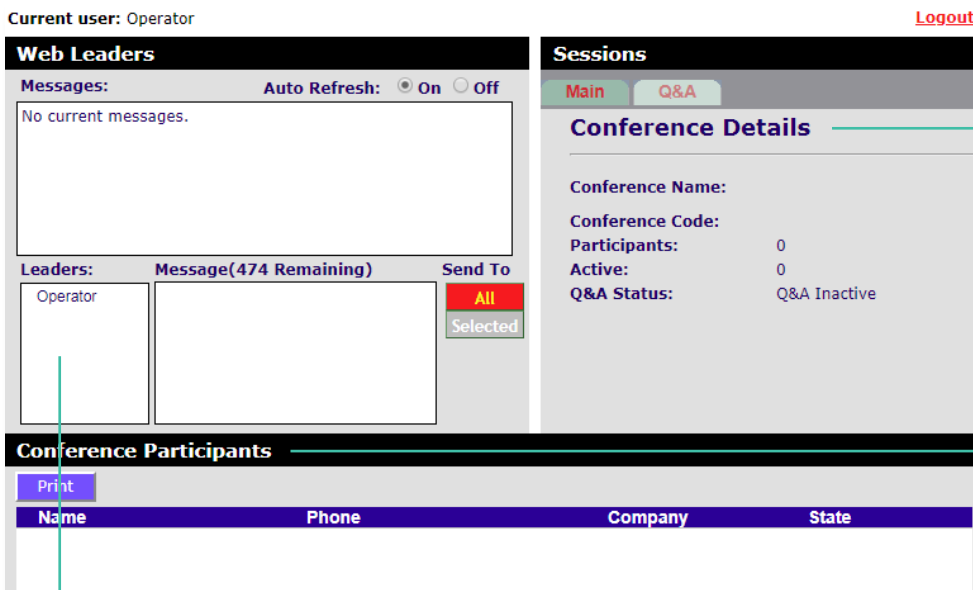 Current user: Operator
Logout
Web Leaders
Messages:
Auto Refresh: On Off
No current messages.
Leaders:
Message(474 Remaining)
Send To
Operator
All
Selected
Sessions
Main
Q&A
Conference Details
Conference Name:
Conference Code:
Participants: 0
Active: 0
Q&A Status: Q&A Inactive
Conference Participants
Print
Name Phone Company State